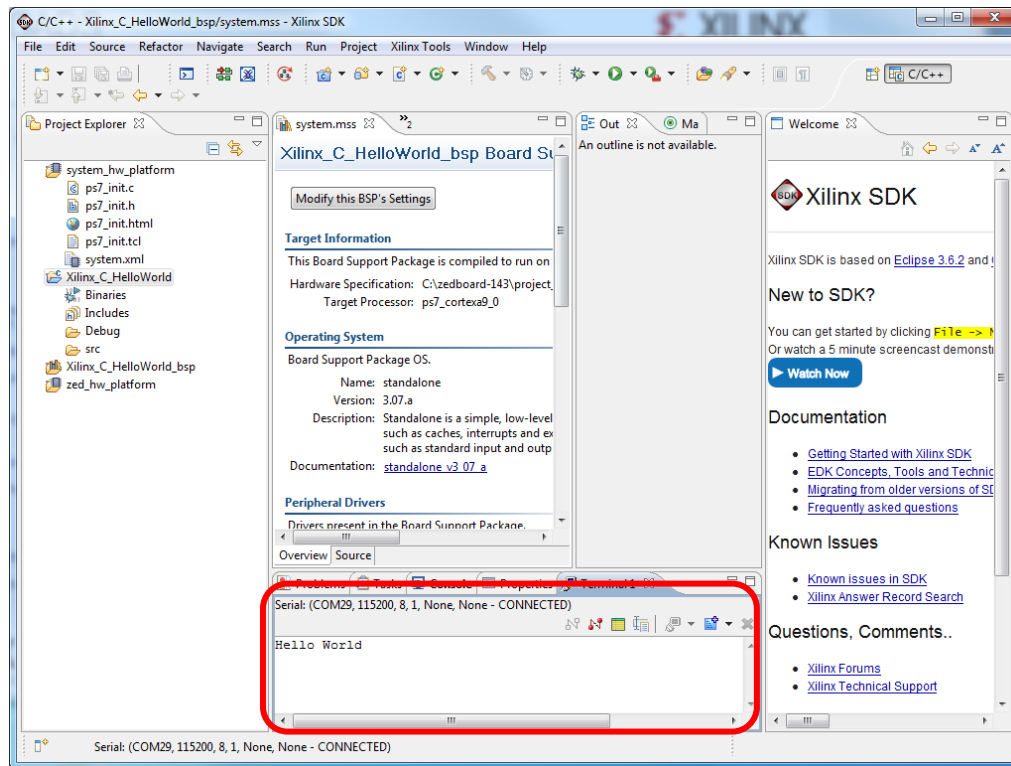 C/C++ - Xilinx_C_HelloWorld_bsp/system.mss - Xilinx SDK
XILINX
File Edit Source Refactor Navigate Search Run Project Xilinx Tools Window Help
C/C++
Project Explorer
system_hw_platform
ps7_init.c
ps7_init.h
ps7_init.html
ps7_init.tcl
system.xml
Xilinx_C_HelloWorld
Binaries
Includes
Debug
src
Xilinx_C_HelloWorld_bsp
zed_hw_platform
system.mss
Xilinx_C_HelloWorld_bsp Board
Modify this BSP's Settings
Target Information
This Board Support Package is compiled to run on
Hardware Specification: C:\zedboard-143\project_
Target Processor: ps7_cortexa9_0
Operating System
Board Support Package OS.
Name: standalone
Version: 3.07.a
Description: Standalone is a simple, low-level
such as caches, interrupts and ex
such as standard input and outp
Documentation: standalone_v3_07_a
Peripheral Drivers
Drivers present in the Board Support Package.
Overview Source
Out Ma
An outline is not available.
Welcome
SDK Xilinx SDK
Xilinx SDK is based on Eclipse 3.6.2 and
New to SDK?
You can get started by clicking File ->
Or watch a 5 minute screencast demonst
Watch Now
Documentation
Getting Started with Xilinx SDK
EDK Concepts, Tools and Technic
Migrating from older versions of SD
Frequently asked questions
Known Issues
Known issues in SDK
Xilinx Answer Record Search
Questions, Comments..
Xilinx Forums
Xilinx Technical Support
Problems Tasks Console Properties Terminal 1
Serial: (COM29, 115200, 8, 1, None, None - CONNECTED)
Hello World
Serial: (COM29, 115200, 8, 1, None, None - CONNECTED)